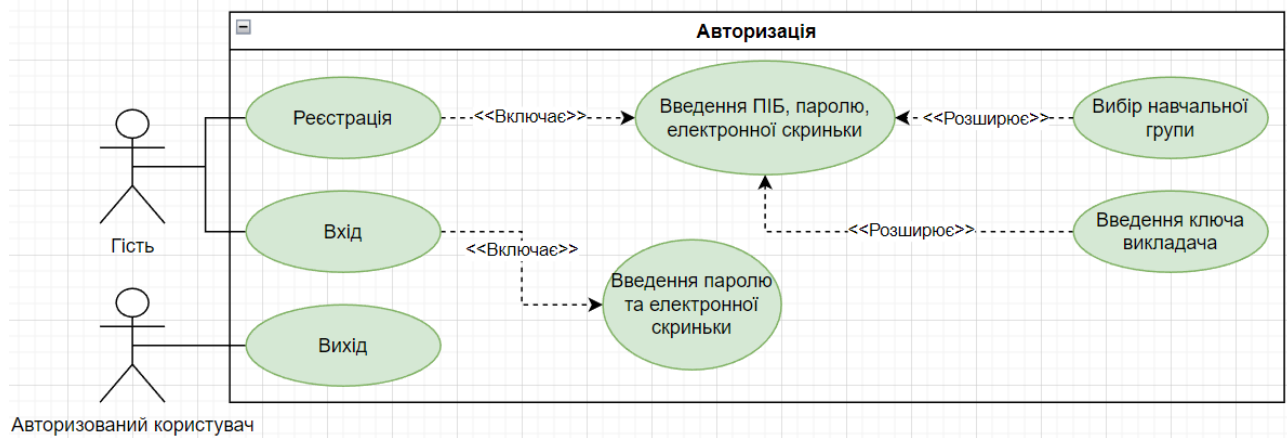 Авторизація
Реєстрація
<<Включає>>
Введення ПІБ, паролю,
електронної скриньки
<<Розширює>>
Вибір навчальної
групи
Гість
Вхід
<<Включає>>
<<Розширює>>
Введення ключа
викладача
Введення паролю
та електронної
скриньки
Вихід
Авторизований користувач